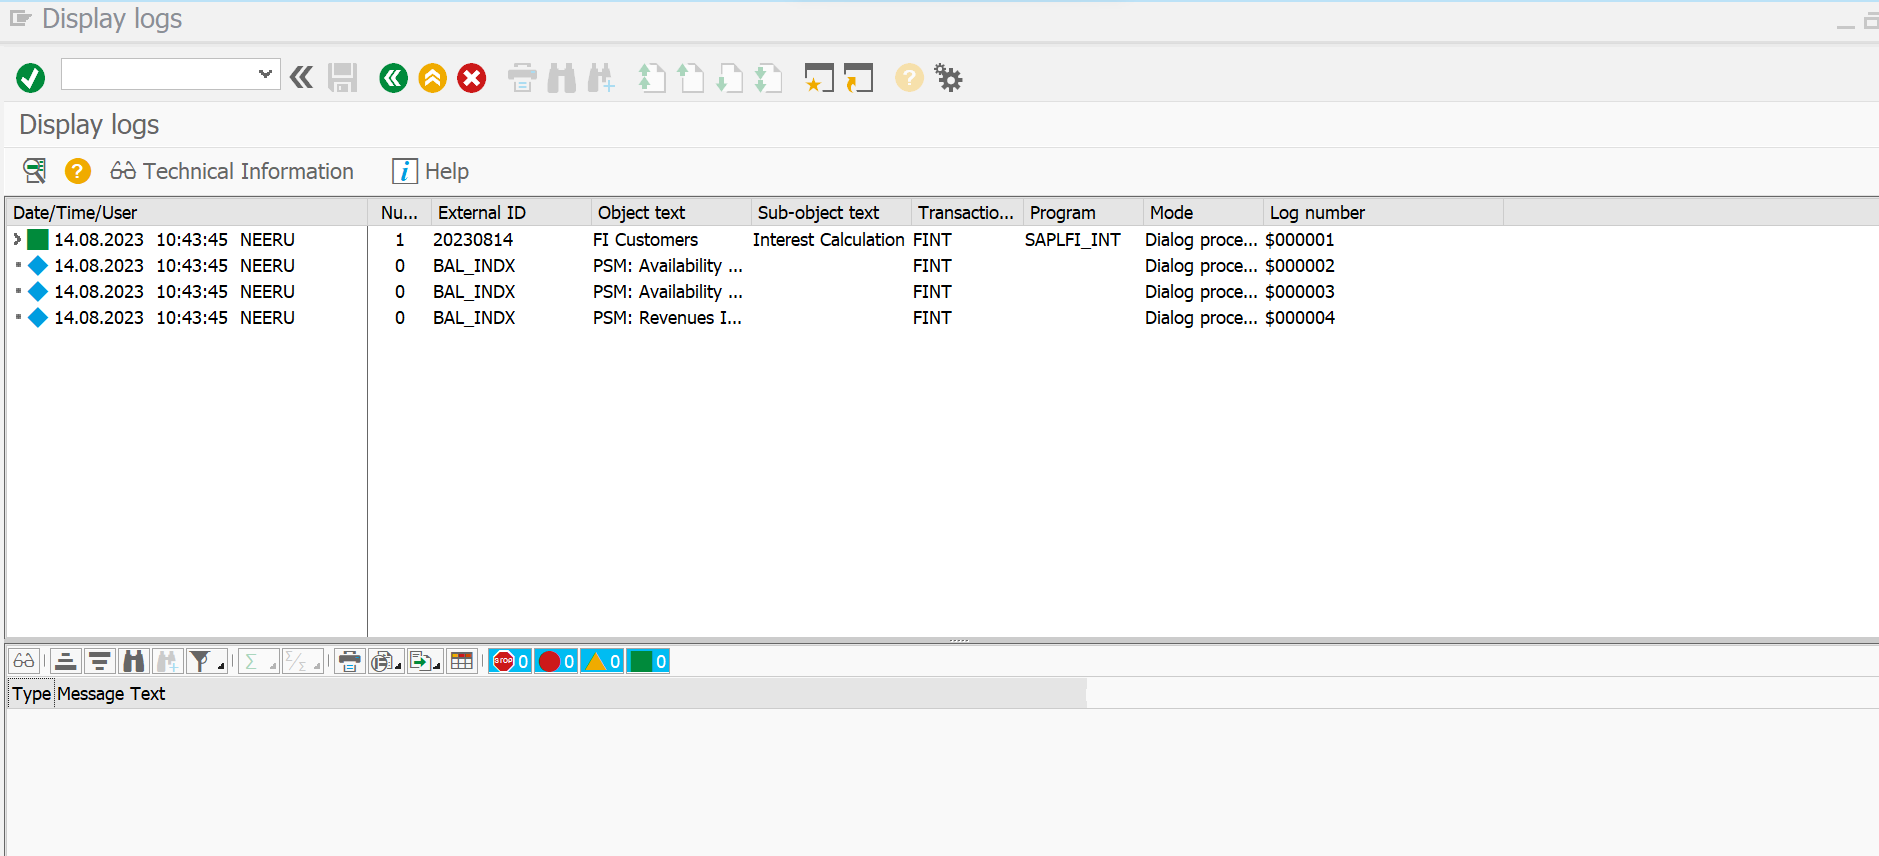 Display logs
Display logs
Technical Information Help
Date/Time/User Nu... External ID Object text Sub-object text Transactio... Program Mode Log number
14.08.2023 10:43:45 NEERU 1 20230814 FI Customers Interest Calculation FINT SAPLFI_INT Dialog proce... $000001
14.08.2023 10:43:45 NEERU 0 BAL_INDX PSM: Availability ... FINT Dialog proce... $000002
14.08.2023 10:43:45 NEERU 0 BAL_INDX PSM: Availability ... FINT Dialog proce... $000003
14.08.2023 10:43:45 NEERU 0 BAL_INDX PSM: Revenues I... FINT Dialog proce... $000004
STOP 0 0 0 0
Type Message Text